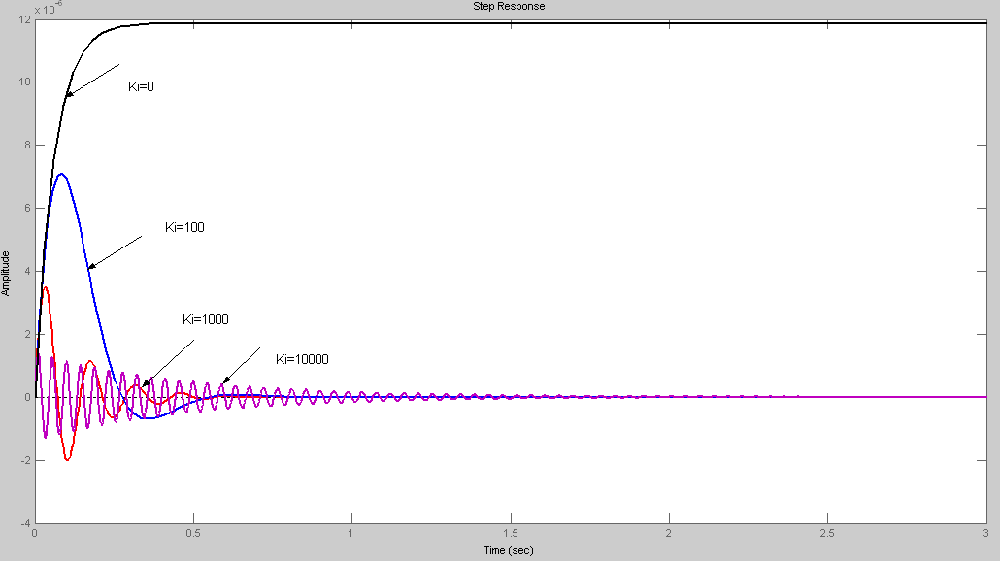 Step Response
x 10^-6
12
10
8
6
4
2
0
-2
-4
Amplitude
Ki=0
Ki=100
Ki=1000
Ki=10000
0 0.5 1 1.5 2 2.5 3
Time (sec)